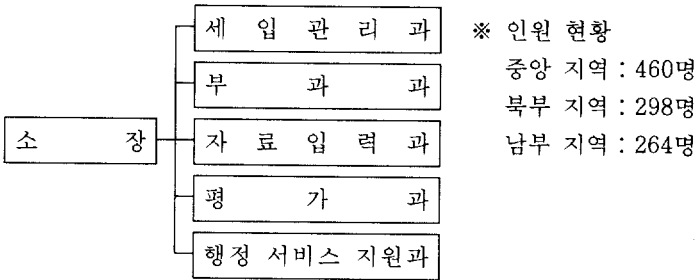 세입관리과
부과과
소장
자료입력과
평가과
행정 서비스 지원과
※ 인원 현황
중앙 지역 : 460명
북부 지역 : 298명
남부 지역 : 264명